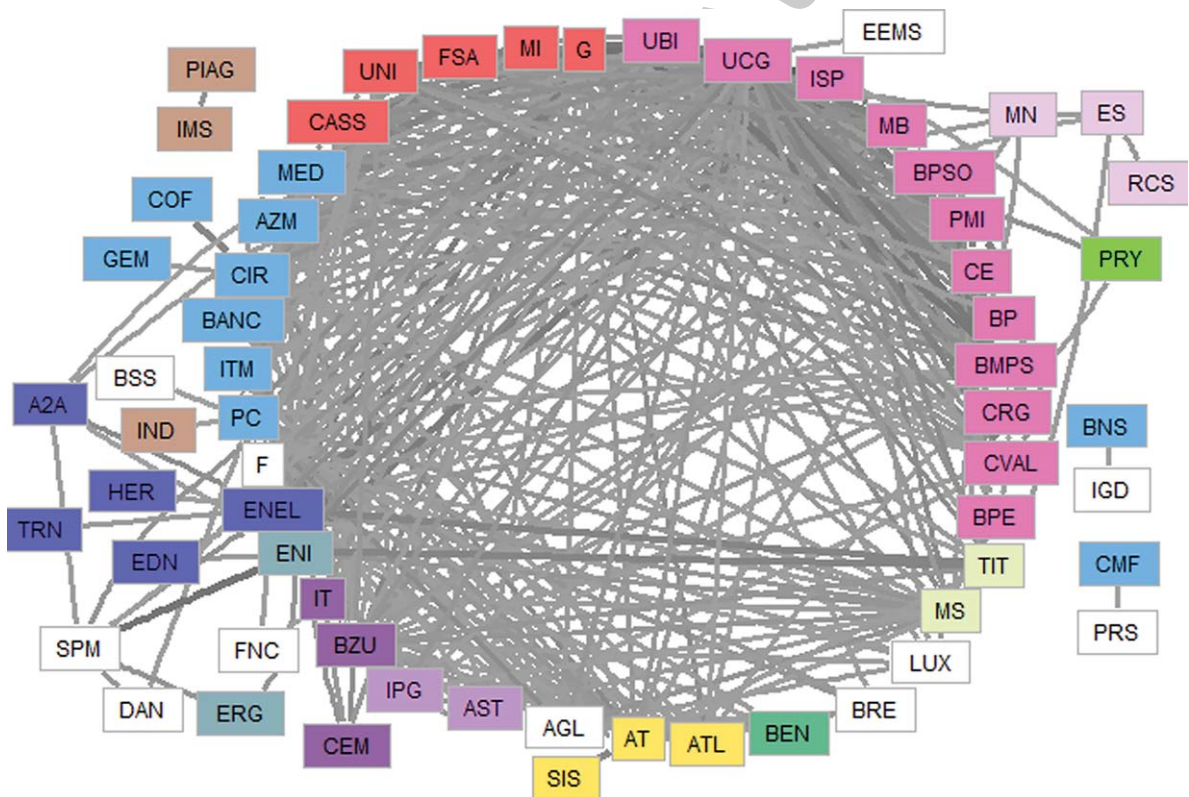 EEMS
UBI
MI
G
FSA
UCG
UNI
ISP
PIAG
CASS
MB
MN
ES
IMS
MED
BPSO
RCS
COF
AZM
PMI
GEM
CIR
CE
PRY
BANC
BP
ITM
BSS
BMPS
A2A
PC
CRG
BNS
IND
F
CVAL
HER
IGD
ENEL
BPE
TRN
EDN
ENI
TIT
CMF
IT
MS
PRS
SPM
FNC
BZU
LUX
IPG
DAN
ERG
AST
AGL
BRE
CEM
AT
ATL
BEN
SIS